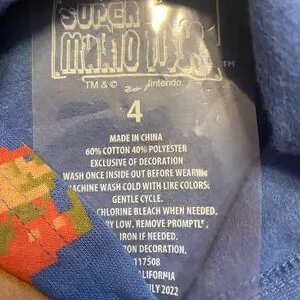 SUPER
MARIO
TM & © Nintendo.
4
MADE IN CHINA
60% COTTON 40% POLYESTER
EXCLUSIVE OF DECORATION
WASH ONCE INSIDE OUT BEFORE WEARING
MACHINE WASH COLD WITH LIKE COLORS.
GENTLE CYCLE.
CHLORINE BLEACH WHEN NEEDED.
DRY LOW. REMOVE PROMPTLY.
IRON IF NEEDED.
ON DECORATION.
117508
CALIFORNIA
JULY 2022